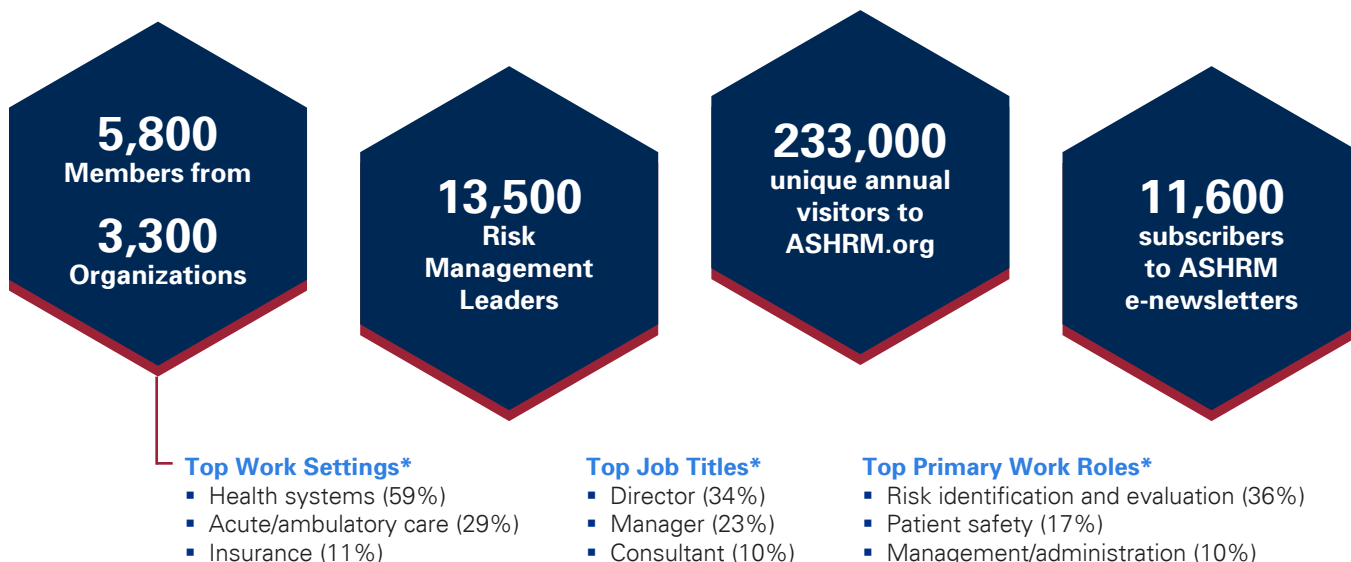 5,800
Members from
3,300
Organizations
13,500
Risk
Management
Leaders
233,000
unique annual
visitors to
ASHRM.org
11,600
subscribers
to ASHRM
e-newsletters
Top Work Settings*
▪ Health systems (59%)
▪ Acute/ambulatory care (29%)
▪ Insurance (11%)
Top Job Titles*
▪ Director (34%)
▪ Manager (23%)
▪ Consultant (10%)
Top Primary Work Roles*
▪ Risk identification and evaluation (36%)
▪ Patient safety (17%)
▪ Management/administration (10%)